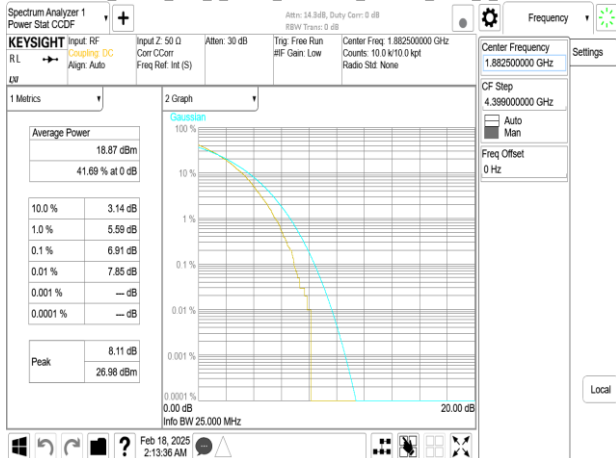 Spectrum Analyzer 1
Power Stat CCDF
Attn: 14.3dB, Duty Corr: 0 dB
RBW Trans: 0 dB
Frequency
KEYSIGHT
RL
LXI
Input: RF
Coupling: DC
Align: Auto
Input Z: 50 Ω
Corr CCorr
Freq Ref: Int (S)
Atten: 30 dB
Trig: Free Run
#IF Gain: Low
Center Freq: 1.882500000 GHz
Counts: 10.0 k/10.0 kpt
Radio Std: None
Center Frequency
1.882500000 GHz
Settings
CF Step
4.399000000 GHz
Auto
Man
Freq Offset
0 Hz
1 Metrics
2 Graph
Average Power
18.87 dBm
41.69 % at 0 dB
10.0 % 3.14 dB
1.0 % 5.59 dB
0.1 % 6.91 dB
0.01 % 7.85 dB
0.001 % --- dB
0.0001 % --- dB
Peak
8.11 dB
26.98 dBm
Gaussian
100 %
10 %
1 %
0.1 %
0.01 %
0.001 %
0.0001 %
0.00 dB
20.00 dB
Info BW 25.000 MHz
Local
?
Feb 18, 2025
2:13:36 AM